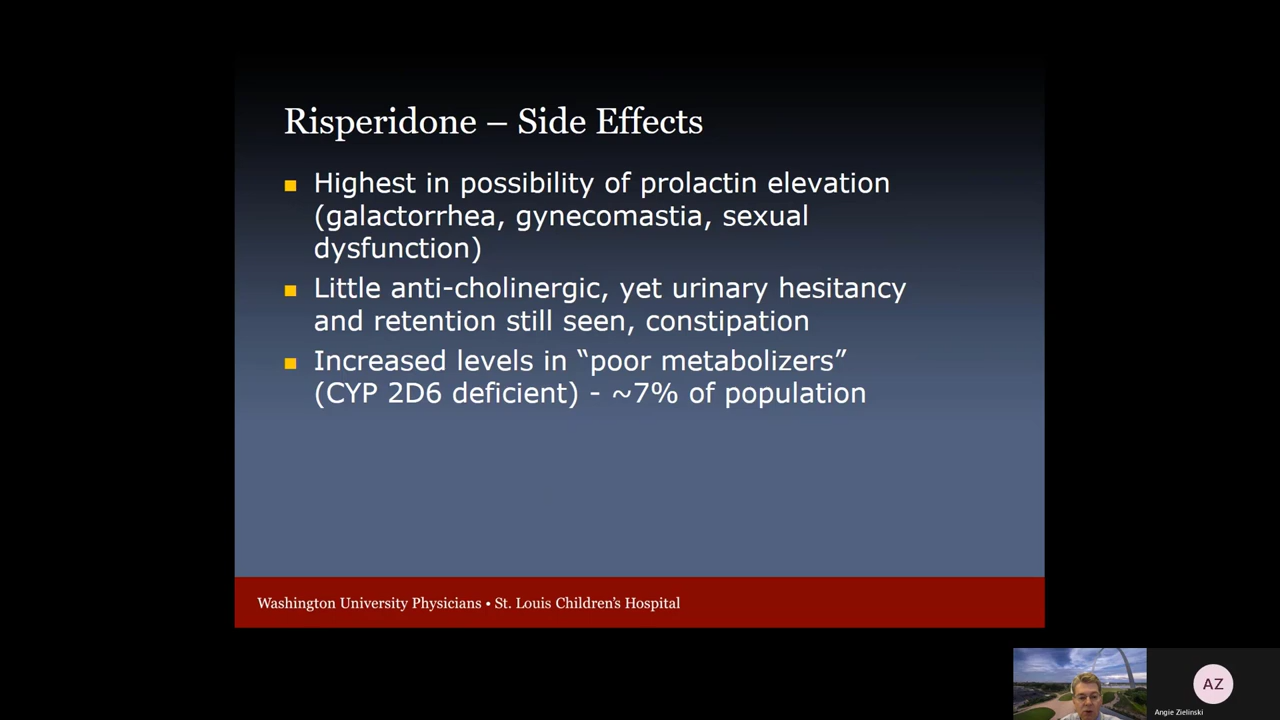 Risperidone – Side Effects
Highest in possibility of prolactin elevation
(galactorrhea, gynecomastia, sexual
dysfunction)
Little anti-cholinergic, yet urinary hesitancy
and retention still seen, constipation
Increased levels in “poor metabolizers”
(CYP 2D6 deficient) - ~7% of population
Washington University Physicians • St. Louis Children’s Hospital
AZ
Angie Zielinski